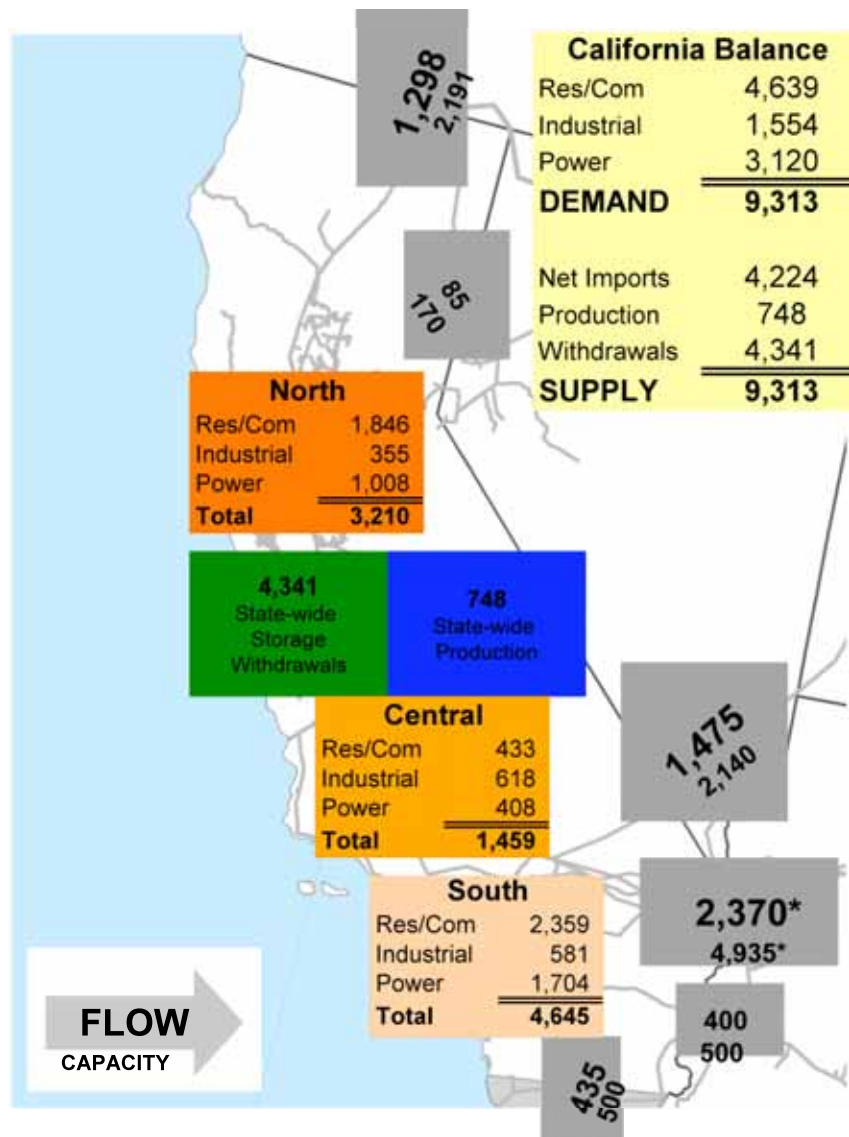 1,298
2,191
California Balance
Res/Com 4,639
Industrial 1,554
Power 3,120
DEMAND 9,313
Net Imports 4,224
Production 748
Withdrawals 4,341
SUPPLY 9,313
85
170
North
Res/Com 1,846
Industrial 355
Power 1,008
Total 3,210
4,341
State-wide
Storage
Withdrawals
748
State-wide
Production
Central
Res/Com 433
Industrial 618
Power 408
Total 1,459
1,475
2,140
South
Res/Com 2,359
Industrial 581
Power 1,704
Total 4,645
2,370*
4,935*
400
500
435
500
FLOW
CAPACITY